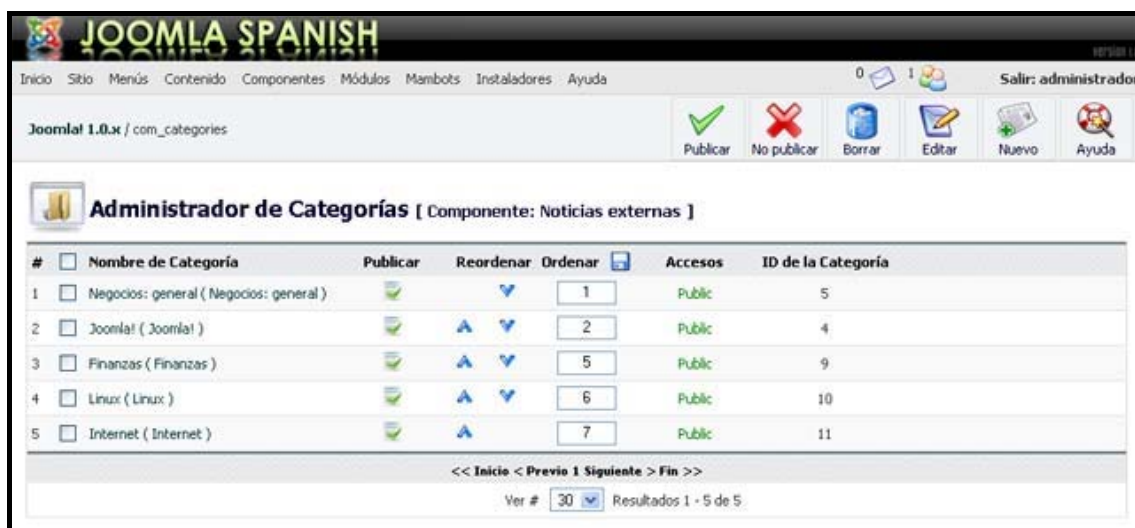 JOOMLA SPANISH
version 1.
Inicio Sitio Menús Contenido Componentes Módulos Mambots Instaladores Ayuda 0 1 Salir: administrador
Joomla! 1.0.x / com_categories
Publicar No publicar Borrar Editar Nuevo Ayuda
Administrador de Categorías [ Componente: Noticias externas ]
# Nombre de Categoría Publicar Reordenar Ordenar Accesos ID de la Categoría
1 Negocios: general ( Negocios: general ) 1 Public 5
2 Joomla! ( Joomla! ) 2 Public 4
3 Finanzas ( Finanzas ) 5 Public 9
4 Linux ( Linux ) 6 Public 10
5 Internet ( Internet ) 7 Public 11
<< Inicio < Previo 1 Siguiente > Fin >>
Ver # 30 Resultados 1 - 5 de 5